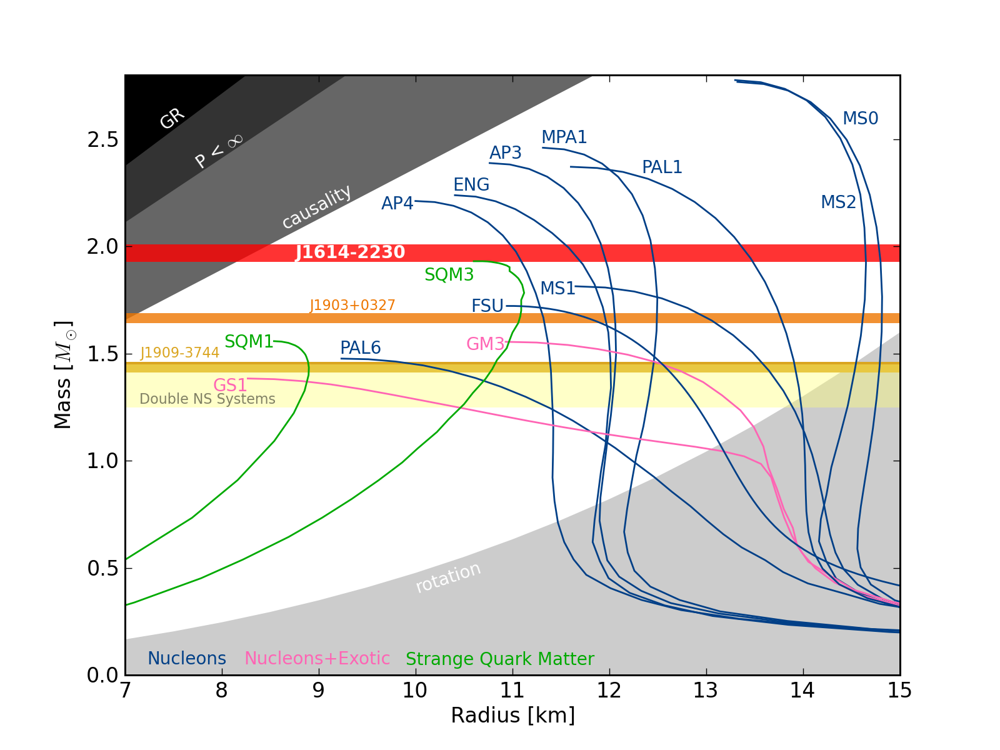 GR
P < ∞
causality
MS0
MPA1
AP3
PAL1
ENG
AP4
MS2
J1614-2230
SQM3
MS1
J1903+0327
FSU
SQM1
PAL6
GM3
J1909-3744
GS1
Double NS Systems
rotation
Nucleons Nucleons+Exotic Strange Quark Matter
2.5
2.0
1.5
1.0
0.5
0.0
Mass [M☉]
7 8 9 10 11 12 13 14 15
Radius [km]